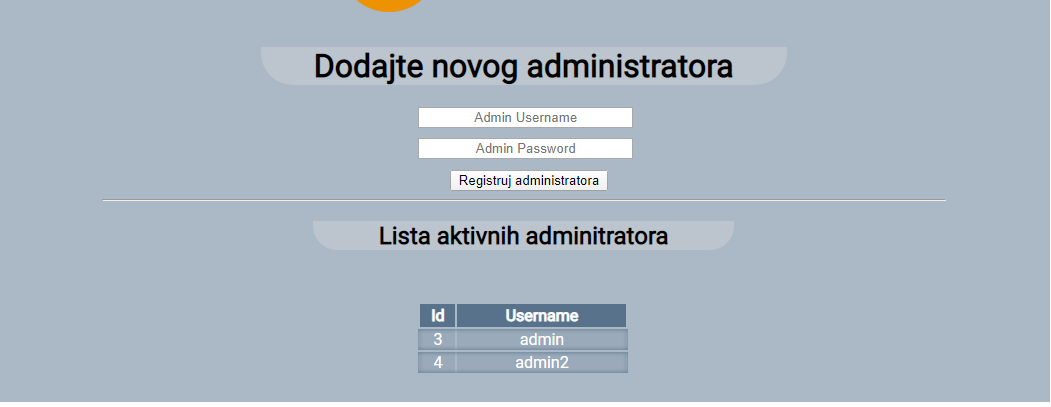 Dodajte novog administratora
Admin Username
Admin Password
Registruj administratora
Lista aktivnih adminitratora
Id Username
3 admin
4 admin2